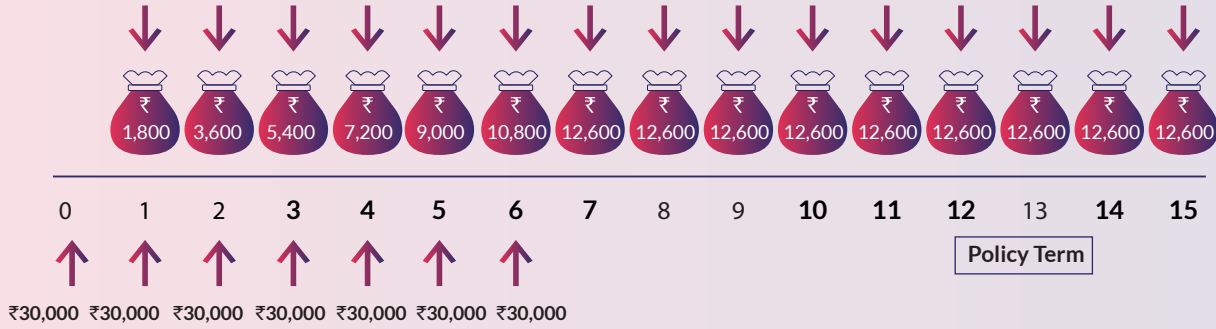 ₹ ₹ ₹ ₹ ₹ ₹ ₹ ₹ ₹ ₹ ₹ ₹ ₹ ₹ ₹
1,800 3,600 5,400 7,200 9,000 10,800 12,600 12,600 12,600 12,600 12,600 12,600 12,600 12,600 12,600
0 1 2 3 4 5 6 7 8 9 10 11 12 13 14 15
Policy Term
₹30,000 ₹30,000 ₹30,000 ₹30,000 ₹30,000 ₹30,000 ₹30,000